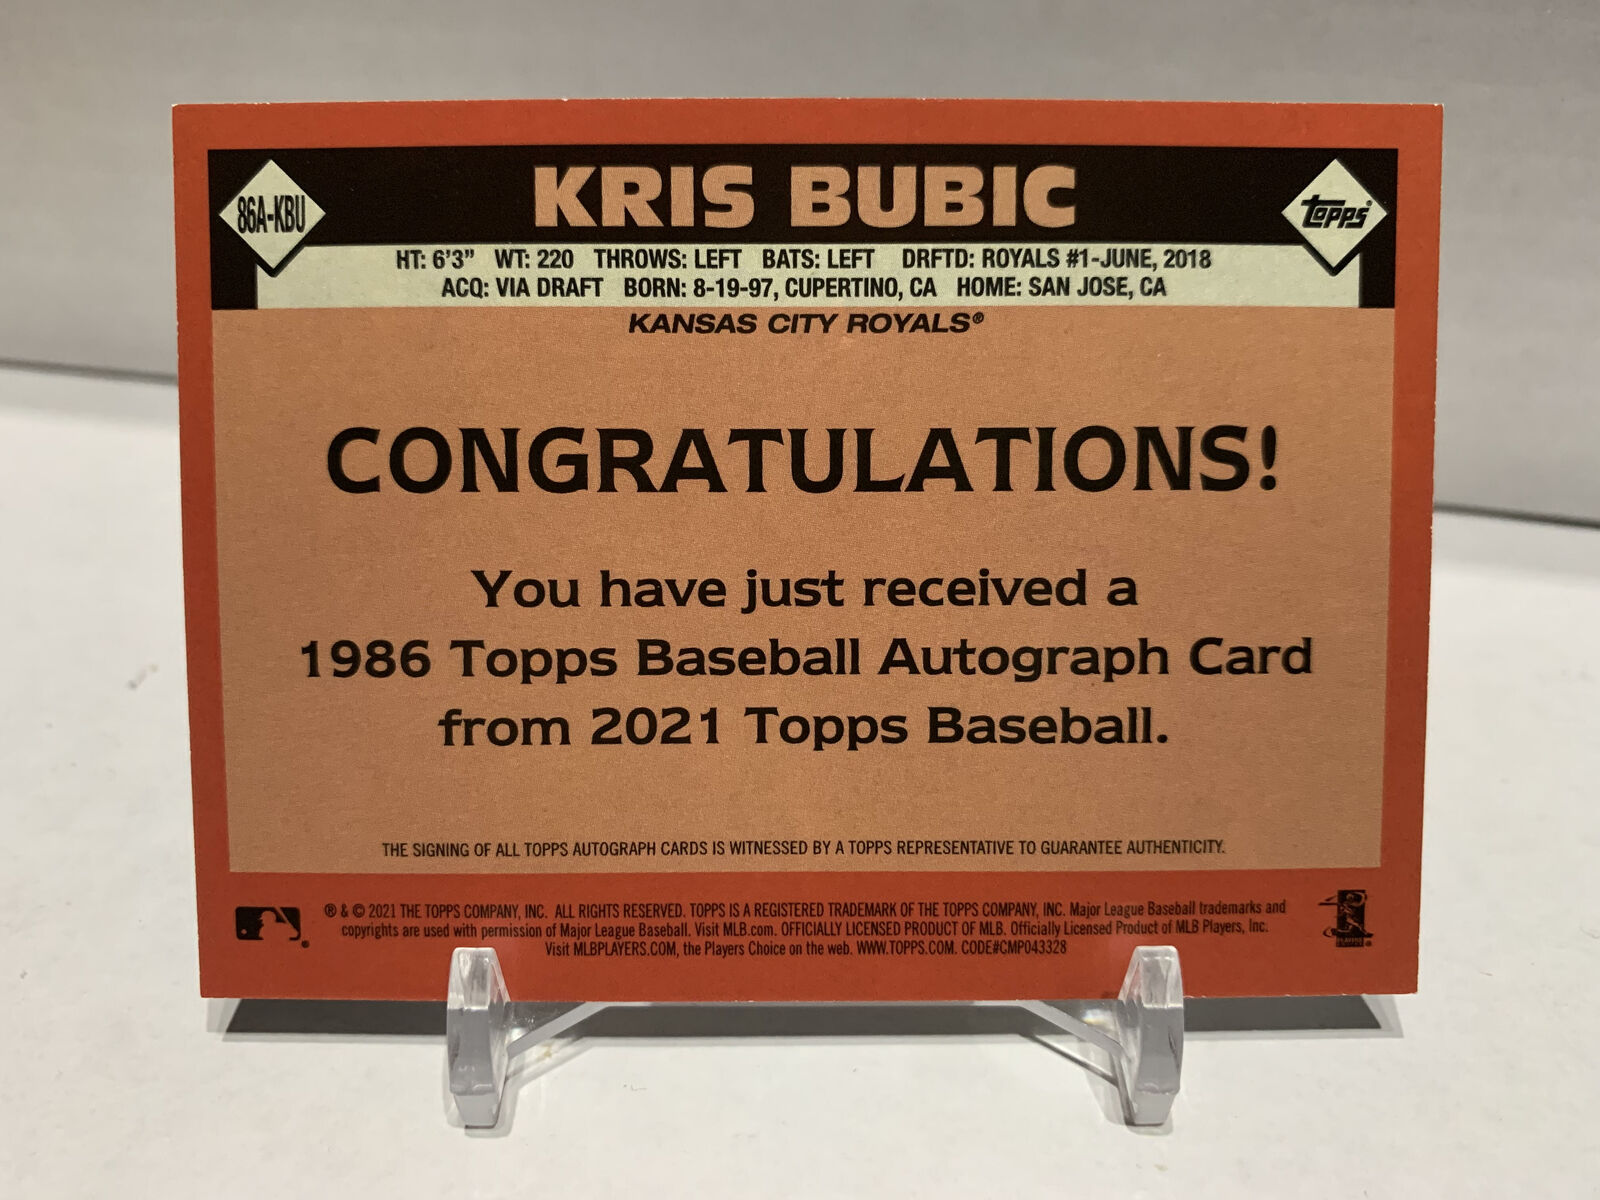 86A-KBU
KRIS BUBIC
Topps®
HT: 6'3" WT: 220 THROWS: LEFT BATS: LEFT DRFTD: ROYALS #1-JUNE, 2018
ACQ: VIA DRAFT BORN: 8-19-97, CUPERTINO, CA HOME: SAN JOSE, CA
KANSAS CITY ROYALS®
CONGRATULATIONS!
You have just received a
1986 Topps Baseball Autograph Card
from 2021 Topps Baseball.
THE SIGNING OF ALL TOPPS AUTOGRAPH CARDS IS WITNESSED BY A TOPPS REPRESENTATIVE TO GUARANTEE AUTHENTICITY.
® & © 2021 THE TOPPS COMPANY, INC. ALL RIGHTS RESERVED. TOPPS IS A REGISTERED TRADEMARK OF THE TOPPS COMPANY, INC. Major League Baseball trademarks and
copyrights are used with permission of Major League Baseball. Visit MLB.com. OFFICIALLY LICENSED PRODUCT OF MLB. Officially Licensed Product of MLB Players, Inc.
Visit MLBPLAYERS.COM, the Players Choice on the web. WWW.TOPPS.COM. CODE#CMP043328
PLAYERS